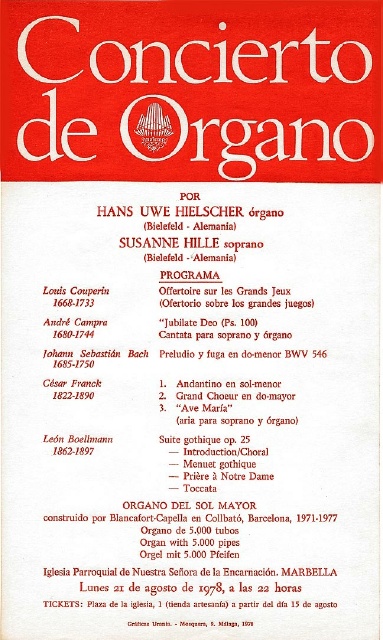 Concierto
de Organo
POR
HANS UWE HIELSCHER órgano
(Bielefeld - Alemania)
SUSANNE HILLE soprano
(Bielefeld - Alemania)
PROGRAMA
Louis Couperin Offertoire sur les Grands Jeux
1668-1733 (Ofertorio sobre los grandes juegos)
André Campra "Jubilate Deo (Ps. 100)
1680-1744 Cantata para soprano y órgano
Johann Sebastián Bach Preludio y fuga en do-menor BWV 546
1685-1750
César Franck 1. Andantino en sol-menor
1822-1890 2. Grand Choeur en do-mayor
3. "Ave María"
(aria para soprano y órgano)
León Boellmann Suite gothique op. 25
1862-1897 — Introduction/Choral
— Menuet gothique
— Prière à Notre Dame
— Toccata
ORGANO DEL SOL MAYOR
construido por Blancafort-Capella en Collbató, Barcelona, 1971-1977
Organo de 5.000 tubos
Organ with 5.000 pipes
Orgel mit 5.000 Pfeifen
Iglesia Parroquial de Nuestra Señora de la Encarnación. MARBELLA
Lunes 21 de agosto de 1978, a las 22 horas
TICKETS: Plaza de la iglesia, 1 (tienda artesanía) a partir del día 15 de agosto
Gráficas Urania. - Mosquera, 9. Málaga, 1978